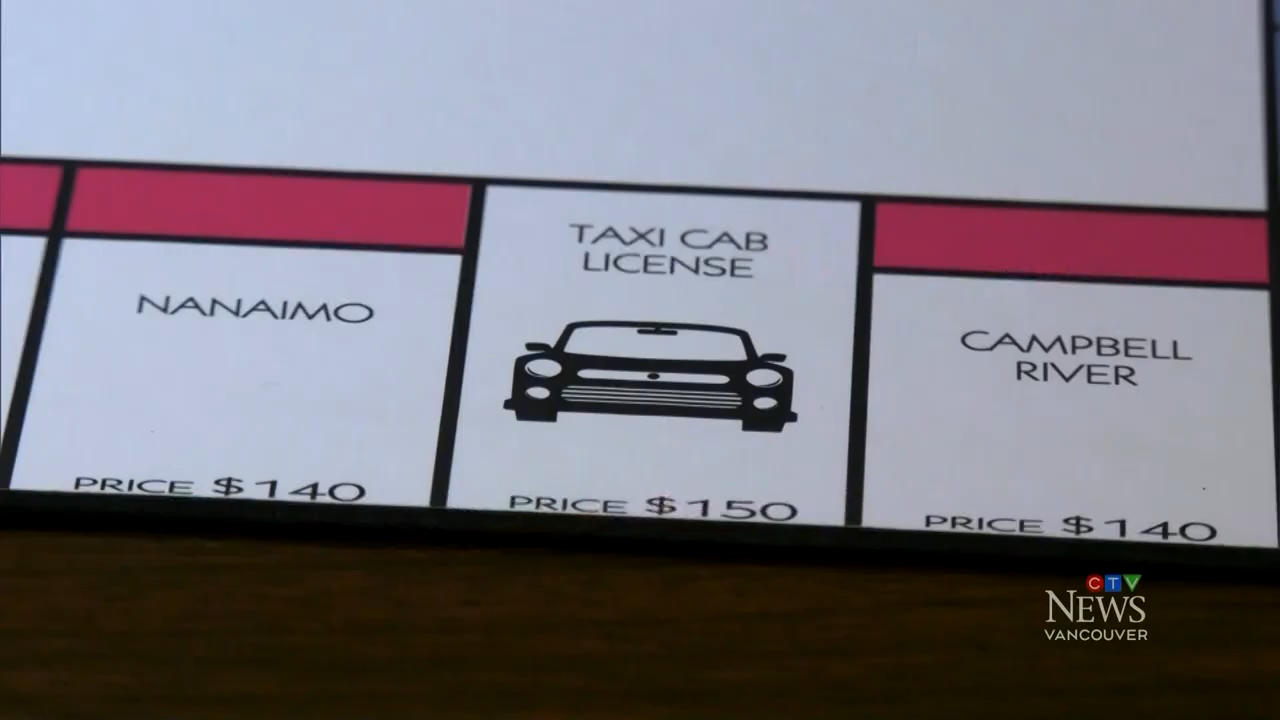 NANAIMO
PRICE $140
TAXI CAB
LICENSE
PRICE $150
CAMPBELL
RIVER
PRICE $140
CTV
NEWS
VANCOUVER